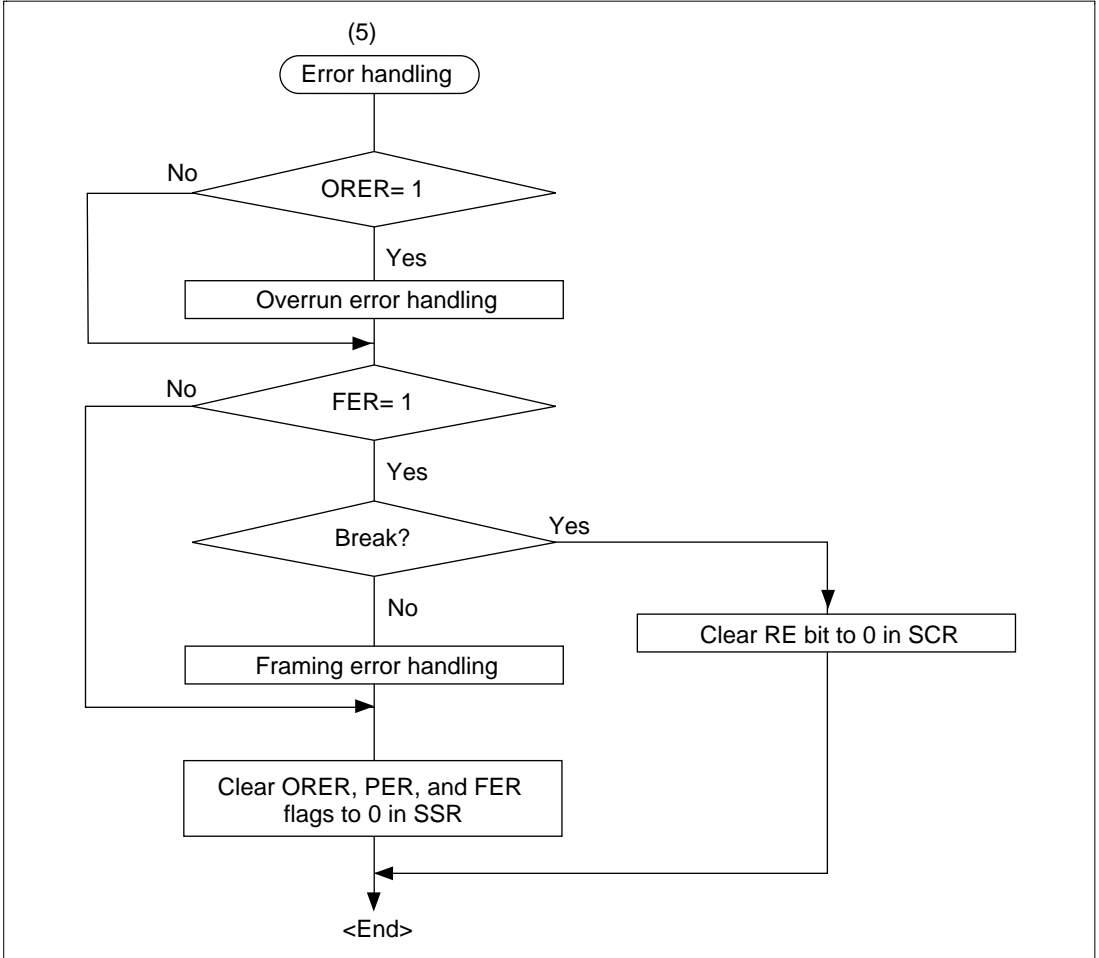 (5)
Error handling
No
ORER= 1
Yes
Overrun error handling
No
FER= 1
Yes
Break?
Yes
No
Clear RE bit to 0 in SCR
Framing error handling
Clear ORER, PER, and FER
flags to 0 in SSR
<End>